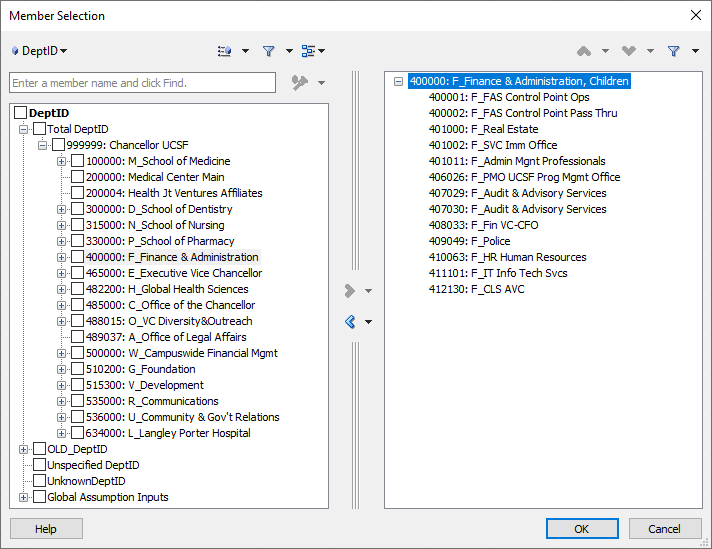 Member Selection
DeptID
Enter a member name and click Find.
DeptID
Total DeptID
999999: Chancellor UCSF
100000: M_School of Medicine
200000: Medical Center Main
200004: Health Jt Ventures Affiliates
300000: D_School of Dentistry
315000: N_School of Nursing
330000: P_School of Pharmacy
400000: F_Finance & Administration
465000: E_Executive Vice Chancellor
482200: H_Global Health Sciences
485000: C_Office of the Chancellor
488015: O_VC Diversity&Outreach
489037: A_Office of Legal Affairs
500000: W_Campuswide Financial Mgmt
510200: G_Foundation
515300: V_Development
535000: R_Communications
536000: U_Community & Gov't Relations
634000: L_Langley Porter Hospital
OLD_DeptID
Unspecified DeptID
UnknownDeptID
Global Assumption Inputs
400000: F_Finance & Administration, Children
400001: F_FAS Control Point Ops
400002: F_FAS Control Point Pass Thru
401000: F_Real Estate
401002: F_SVC Imm Office
401011: F_Admin Mgnt Professionals
406026: F_PMO UCSF Prog Mgmt Office
407029: F_Audit & Advisory Services
407030: F_Audit & Advisory Services
408033: F_Fin VC-CFO
409049: F_Police
410063: F_HR Human Resources
411101: F_IT Info Tech Svcs
412130: F_CLS AVC
Help
OK
Cancel